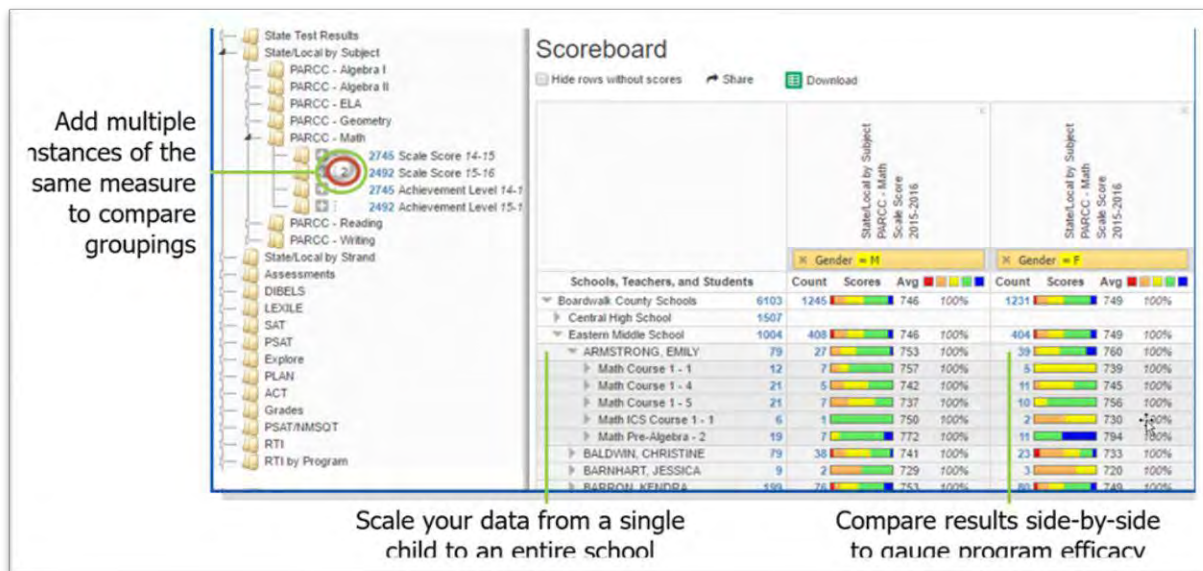 Add multiple
nstances of the
same measure
to compare
groupings
State Test Results
State/Local by Subject
PARCC - Algebra I
PARCC - Algebra II
PARCC - ELA
PARCC - Geometry
PARCC - Math
2745 Scale Score 14-15
2 2492 Scale Score 15-16
2745 Achievement Level 14-1
2492 Achievement Level 15-1
PARCC - Reading
PARCC - Writing
State/Local by Strand
Assessments
DIBELS
LEXILE
SAT
PSAT
Explore
PLAN
ACT
Grades
PSAT/NMSQT
RTI
RTI by Program
Scoreboard
Hide rows without scores Share Download
State/Local by Subject
PARCC - Math
Scale Score
2015-2016
State/Local by Subject
PARCC - Math
Scale Score
2015-2016
× Gender = M × Gender = F
Schools, Teachers, and Students Count Scores Avg Count Scores Avg
Boardwalk County Schools 6103 1245 746 100% 1231 749 100%
Central High School 1507
Eastern Middle School 1004 408 746 100% 404 749 100%
ARMSTRONG, EMILY 79 27 753 100% 39 760 100%
Math Course 1 - 1 12 7 757 100% 5 739 100%
Math Course 1 - 4 21 5 742 100% 11 745 100%
Math Course 1 - 5 21 7 737 100% 10 756 100%
Math ICS Course 1 - 1 6 1 750 100% 2 730 100%
Math Pre-Algebra - 2 19 7 772 100% 11 794 100%
BALDWIN, CHRISTINE 79 38 741 100% 23 733 100%
BARNHART, JESSICA 9 2 729 100% 3 720 100%
BARRON, KENDRA 199 76 753 100% 80 749 100%
Scale your data from a single
child to an entire school
Compare results side-by-side
to gauge program efficacy